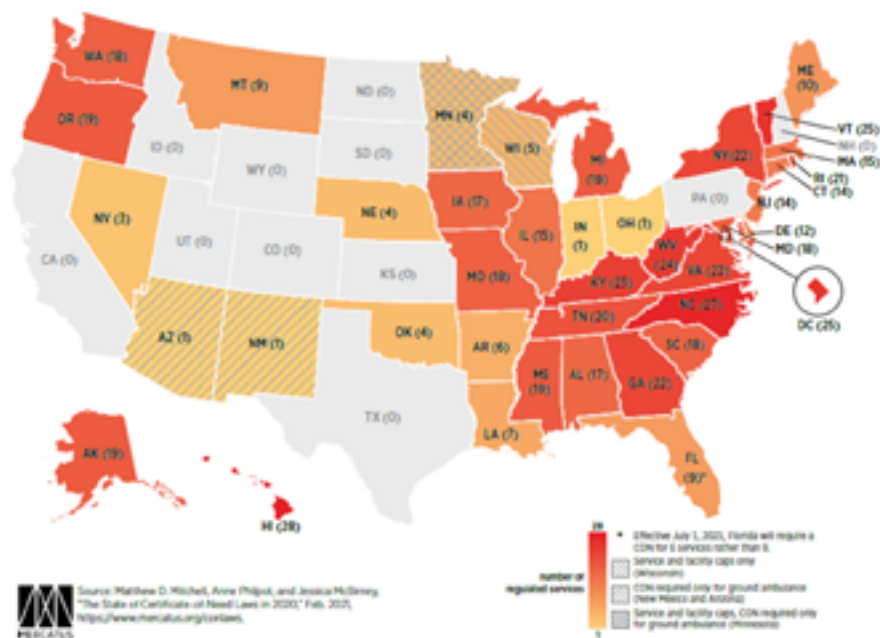 WA (18)
MT (9)
ND (0)
MN (4)
ME (10)
OR (19)
ID (0)
SD (0)
WI (5)
VT (25)
NH (0)
WY (0)
MI (19)
NY (22)
MA (15)
RI (21)
CT (14)
NV (3)
NE (4)
IA (17)
PA (0)
NJ (14)
IL (15)
IN (1)
OH (1)
DE (12)
MD (18)
CA (0)
UT (0)
CO (0)
KS (0)
MO (18)
WV (24)
VA (22)
KY (25)
NC (27)
DC (25)
TN (20)
AZ (1)
NM (1)
OK (4)
AR (6)
SC (18)
MS (19)
AL (17)
GA (22)
TX (0)
LA (7)
AK (19)
FL (9)*
HI (28)
28
* Effective July 1, 2021, Florida will require a
CON for 6 services rather than 9.
Service and facility caps only
(Wisconsin)
number of
regulated services
CON required only for ground ambulance
(New Mexico and Arizona)
Service and facility caps, CON required only
for ground ambulance (Minnesota)
1
MERCATUS
Source: Matthew D. Mitchell, Anne Philpot, and Jessica McBirney,
"The State of Certificate-of-Need Laws in 2020," Feb. 2021,
https://www.mercatus.org/conlaws.